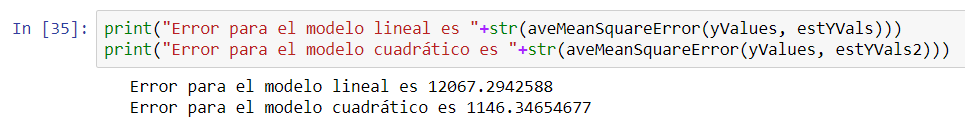 In [35]: print("Error para el modelo lineal es "+str(aveMeanSquareError(yValues, estYVals)))
print("Error para el modelo cuadrático es "+str(aveMeanSquareError(yValues, estYVals2)))
Error para el modelo lineal es 12067.2942588
Error para el modelo cuadrático es 1146.34654677